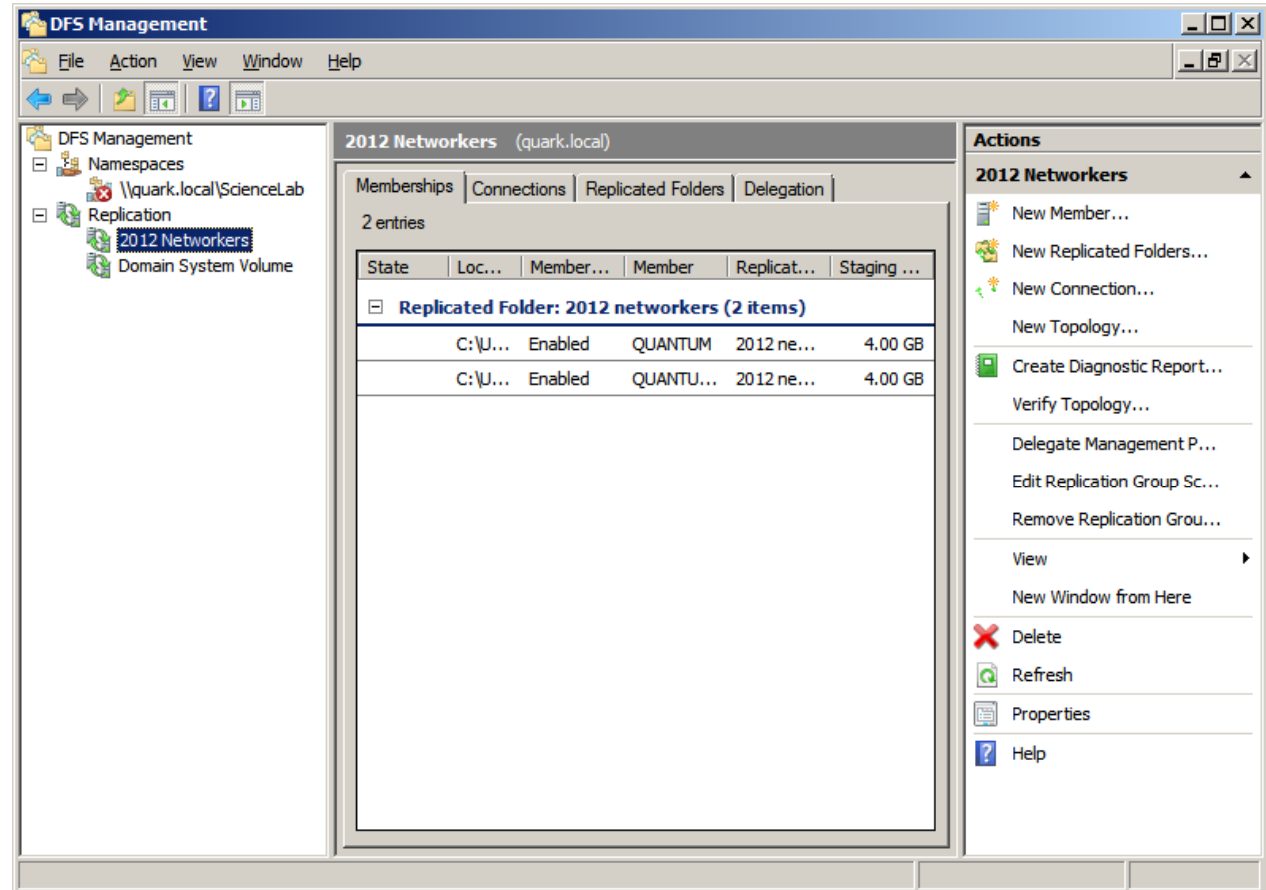 DFS Management
File Action View Window Help
DFS Management
Namespaces
\\quark.local\ScienceLab
Replication
2012 Networkers
Domain System Volume
2012 Networkers (quark.local)
Memberships Connections Replicated Folders Delegation
2 entries
State Loc... Member... Member Replicat... Staging ...
Replicated Folder: 2012 networkers (2 items)
C:\U... Enabled QUANTUM 2012 ne... 4.00 GB
C:\U... Enabled QUANTU... 2012 ne... 4.00 GB
Actions
2012 Networkers
New Member...
New Replicated Folders...
New Connection...
New Topology...
Create Diagnostic Report...
Verify Topology...
Delegate Management P...
Edit Replication Group Sc...
Remove Replication Grou...
View
New Window from Here
Delete
Refresh
Properties
Help